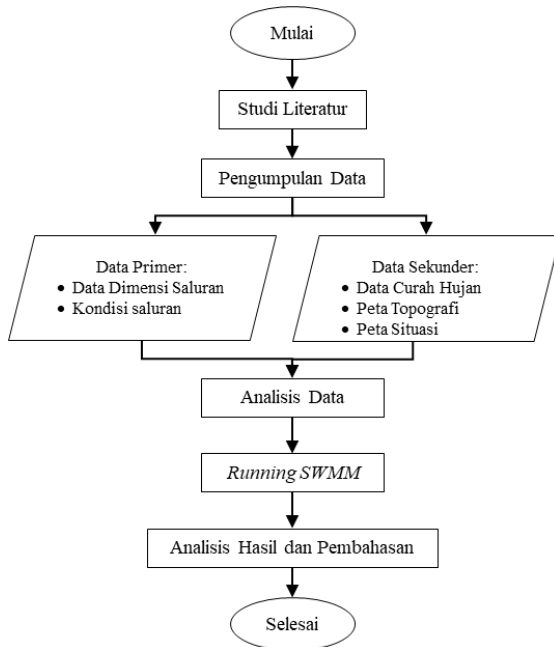 Mulai
Studi Literatur
Pengumpulan Data
Data Primer:
• Data Dimensi Saluran
• Kondisi saluran
Data Sekunder:
• Data Curah Hujan
• Peta Topografi
• Peta Situasi
Analisis Data
Running SWMM
Analisis Hasil dan Pembahasan
Selesai